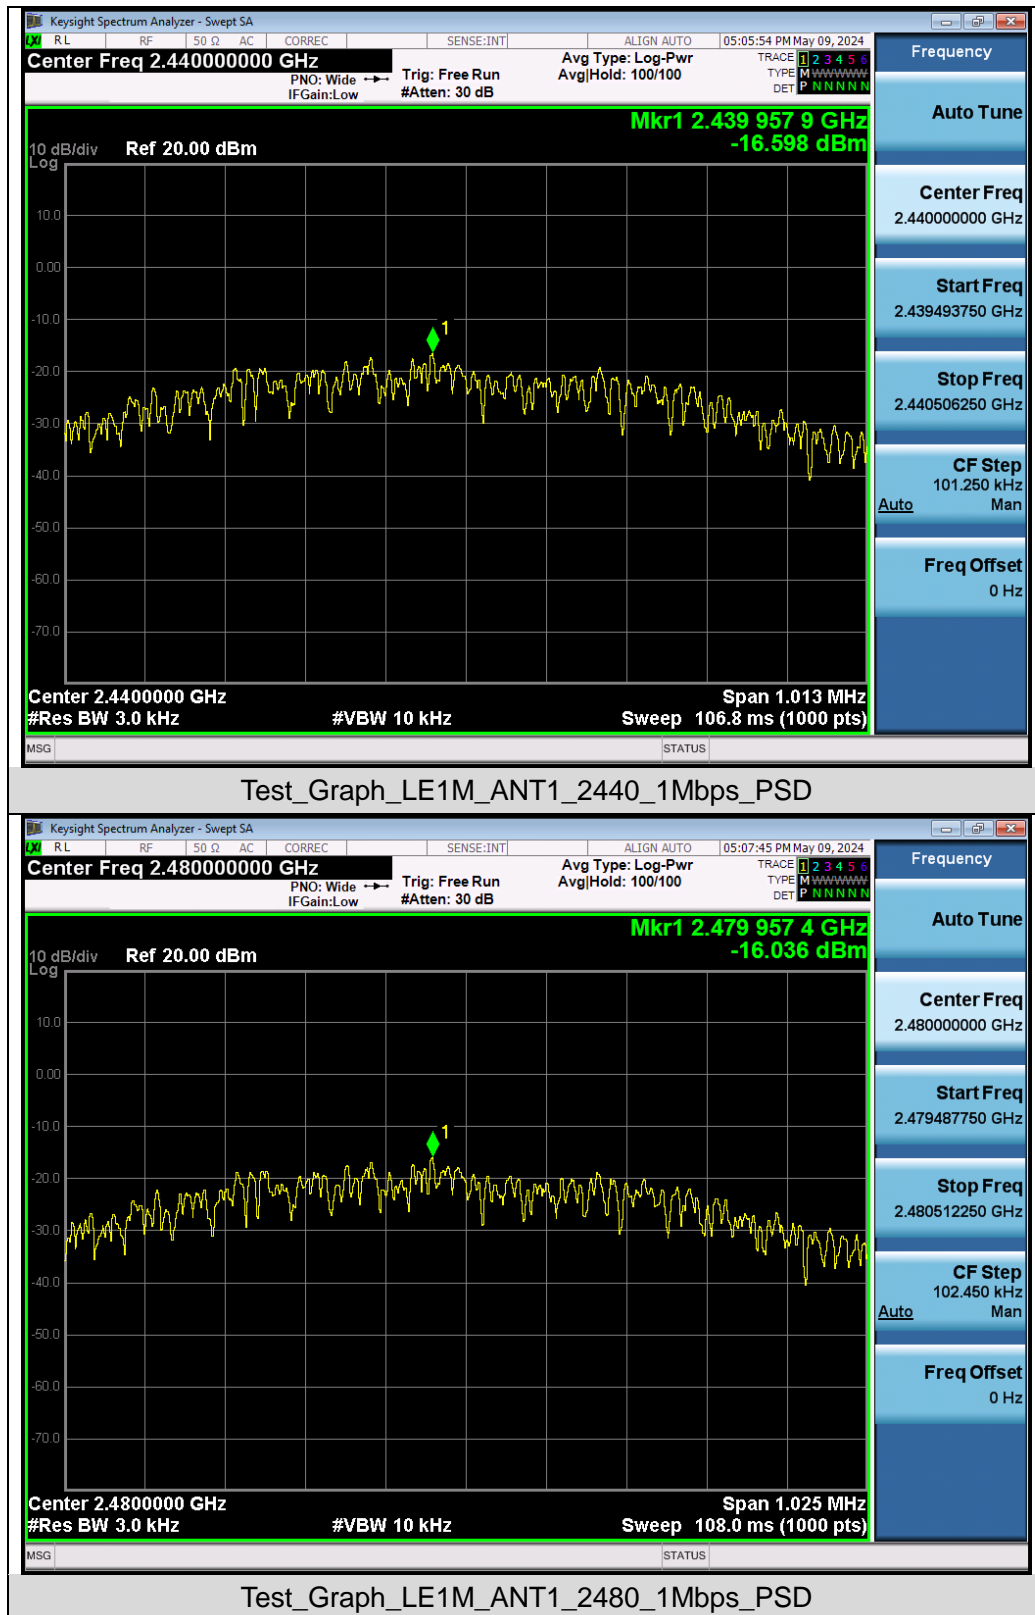 Keysight Spectrum Analyzer - Swept SA
LXI RL RF 50 Ω AC CORREC SENSE:INT ALIGN AUTO 05:05:54 PM May 09, 2024
Center Freq 2.440000000 GHz
PNO: Wide
IFGain:Low
Trig: Free Run
#Atten: 30 dB
Avg Type: Log-Pwr
Avg|Hold: 100/100
TRACE 1 2 3 4 5 6
TYPE M WWWWW
DET P N N N N N
Frequency
Mkr1 2.439 957 9 GHz
-16.598 dBm
10 dB/div Ref 20.00 dBm
Log
10.0
0.00
-10.0
-20.0
-30.0
-40.0
-50.0
-60.0
-70.0
1
Center 2.4400000 GHz Span 1.013 MHz
#Res BW 3.0 kHz #VBW 10 kHz Sweep 106.8 ms (1000 pts)
MSG STATUS
Auto Tune
Center Freq
2.440000000 GHz
Start Freq
2.439493750 GHz
Stop Freq
2.440506250 GHz
CF Step
101.250 kHz
Auto Man
Freq Offset
0 Hz
Test_Graph_LE1M_ANT1_2440_1Mbps_PSD
Keysight Spectrum Analyzer - Swept SA
LXI RL RF 50 Ω AC CORREC SENSE:INT ALIGN AUTO 05:07:45 PM May 09, 2024
Center Freq 2.480000000 GHz
PNO: Wide
IFGain:Low
Trig: Free Run
#Atten: 30 dB
Avg Type: Log-Pwr
Avg|Hold: 100/100
TRACE 1 2 3 4 5 6
TYPE M WWWWW
DET P N N N N N
Frequency
Mkr1 2.479 957 4 GHz
-16.036 dBm
10 dB/div Ref 20.00 dBm
Log
10.0
0.00
-10.0
-20.0
-30.0
-40.0
-50.0
-60.0
-70.0
1
Center 2.4800000 GHz Span 1.025 MHz
#Res BW 3.0 kHz #VBW 10 kHz Sweep 108.0 ms (1000 pts)
MSG STATUS
Auto Tune
Center Freq
2.480000000 GHz
Start Freq
2.479487750 GHz
Stop Freq
2.480512250 GHz
CF Step
102.450 kHz
Auto Man
Freq Offset
0 Hz
Test_Graph_LE1M_ANT1_2480_1Mbps_PSD